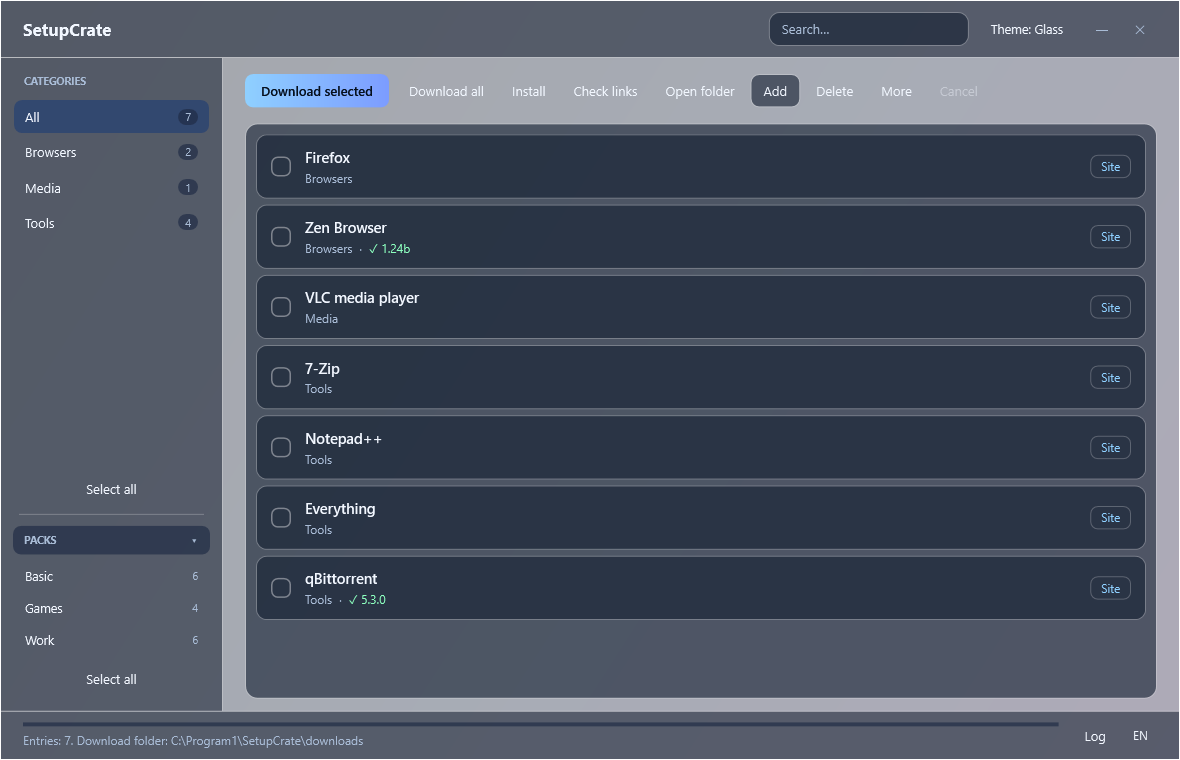 SetupCrate
Search...
Theme: Glass
CATEGORIES
All 7
Browsers 2
Media 1
Tools 4
Select all
PACKS
Basic 6
Games 4
Work 6
Select all
Download selected Download all Install Check links Open folder Add Delete More Cancel
Firefox
Browsers
Site
Zen Browser
Browsers · ✓ 1.24b
Site
VLC media player
Media
Site
7-Zip
Tools
Site
Notepad++
Tools
Site
Everything
Tools
Site
qBittorrent
Tools · ✓ 5.3.0
Site
Entries: 7. Download folder: C:\Program1\SetupCrate\downloads
Log EN